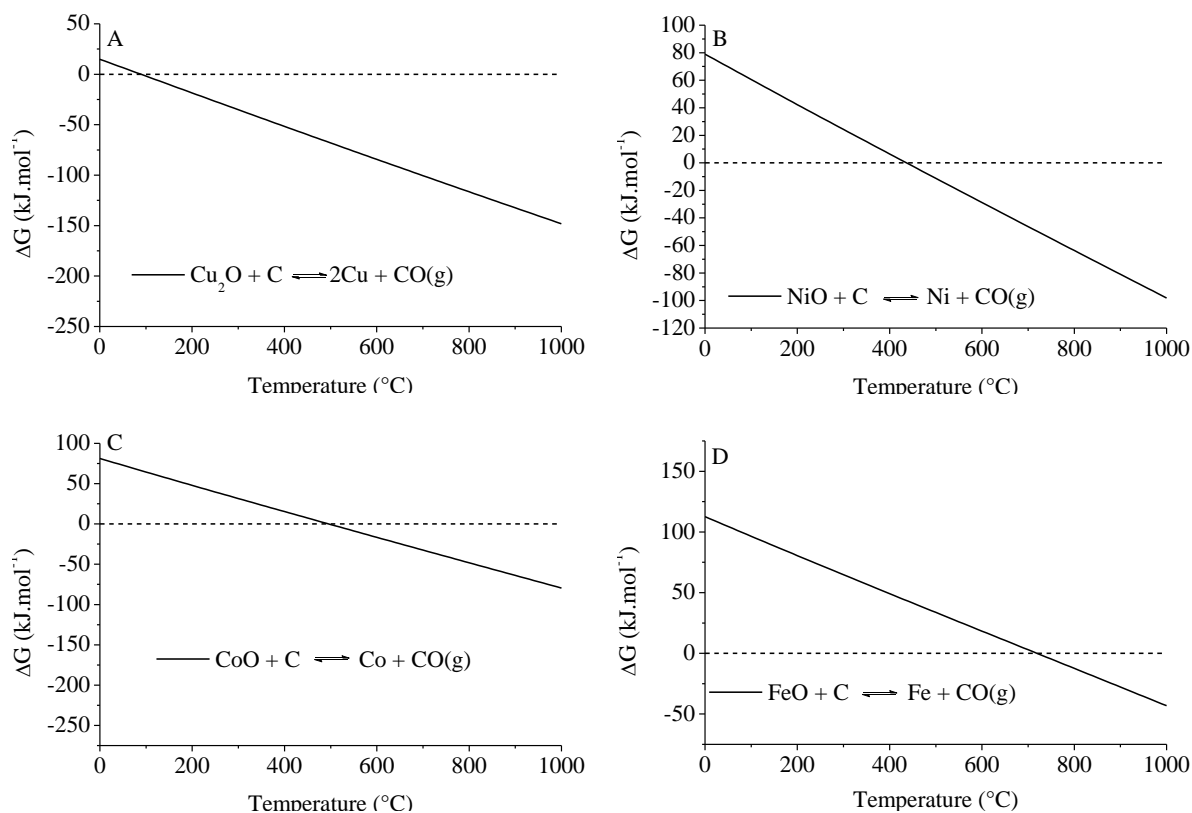 A
50
0
-50
-100
-150
-200
-250
ΔG (kJ.mol⁻¹)
Cu₂O + C ⇌ 2Cu + CO(g)
0 200 400 600 800 1000
Temperature (°C)
B
100
80
60
40
20
0
-20
-40
-60
-80
-100
-120
ΔG (kJ.mol⁻¹)
NiO + C ⇌ Ni + CO(g)
0 200 400 600 800 1000
Temperature (°C)
C
100
50
0
-50
-100
-150
-200
-250
ΔG (kJ.mol⁻¹)
CoO + C ⇌ Co + CO(g)
0 200 400 600 800 1000
Temperature (°C)
D
150
100
50
0
-50
ΔG (kJ.mol⁻¹)
FeO + C ⇌ Fe + CO(g)
0 200 400 600 800 1000
Temperature (°C)